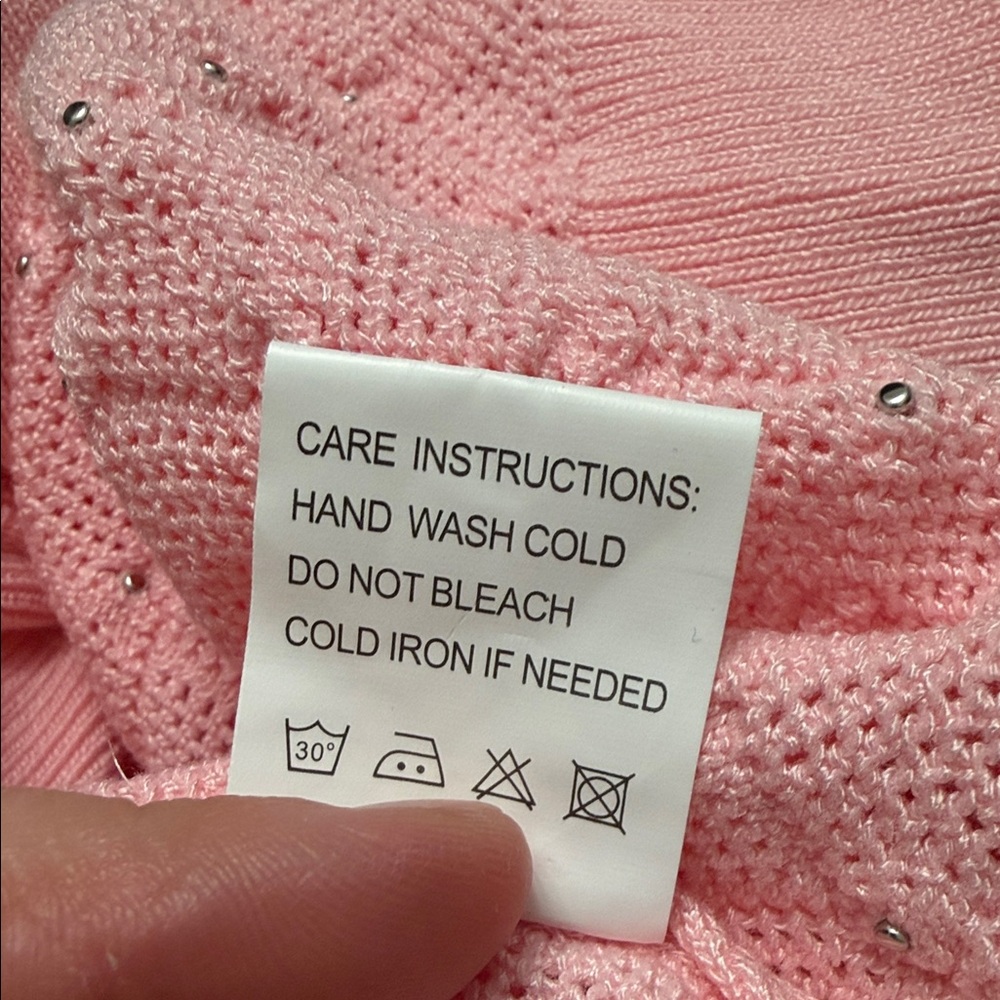 CARE INSTRUCTIONS:
HAND WASH COLD
DO NOT BLEACH
COLD IRON IF NEEDED
30°